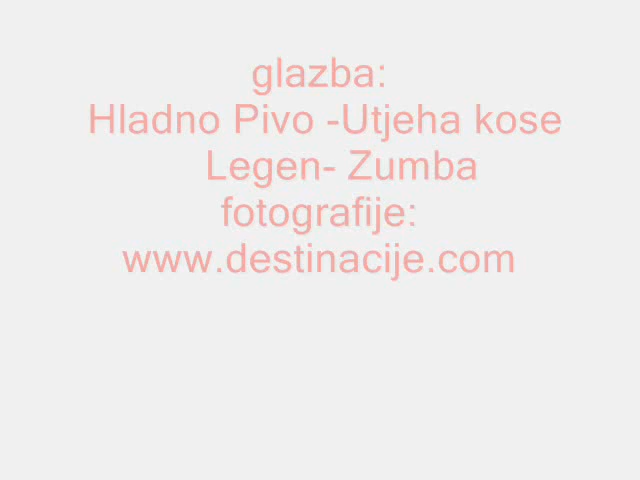 glazba:
Hladno Pivo -Utjeha kose
Legen- Zumba
fotografije:
www.destinacije.com